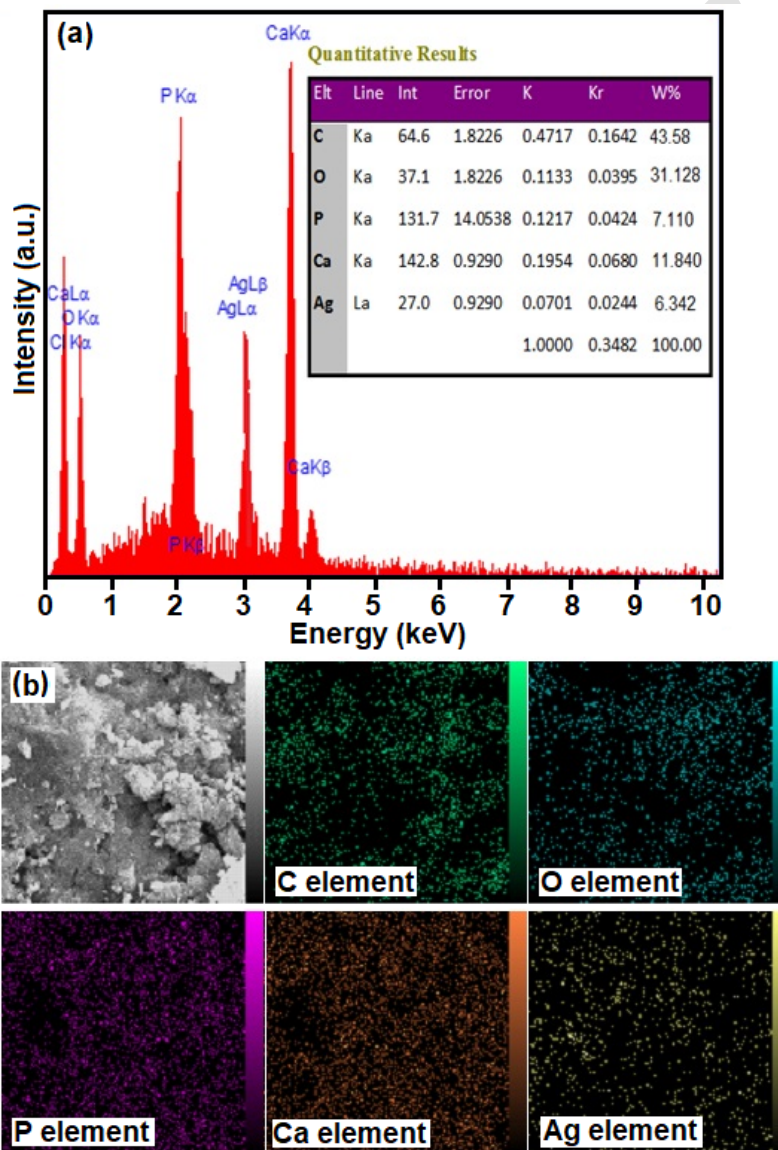 (a)
CaKα
Quantitative Results
Elt Line Int Error K Kr W%
C Ka 64.6 1.8226 0.4717 0.1642 43.58
O Ka 37.1 1.8226 0.1133 0.0395 31.128
P Ka 131.7 14.0538 0.1217 0.0424 7.110
Ca Ka 142.8 0.9290 0.1954 0.0680 11.840
Ag La 27.0 0.9290 0.0701 0.0244 6.342
1.0000 0.3482 100.00
P Kα
AgLβ
CaLα
AgLα
O Kα
CaKβ
P Kβ
Intensity (a.u.)
0 1 2 3 4 5 6 7 8 9 10
Energy (keV)
(b)
C element
O element
P element
Ca element
Ag element